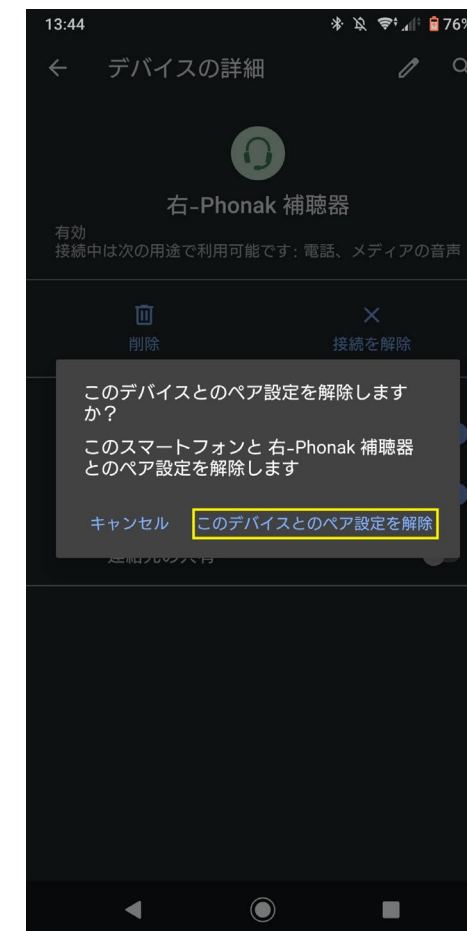 13:44
76%
デバイスの詳細
右-Phonak 補聴器
有効
接続中は次の用途で利用可能です: 電話、メディアの音声
削除
接続を解除
このデバイスとのペア設定を解除します
か？
このスマートフォンと 右-Phonak 補聴器
とのペア設定を解除します
キャンセル
このデバイスとのペア設定を解除
連絡先の共有